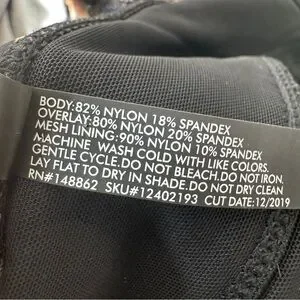 BODY:82% NYLON 18% SPANDEX
OVERLAY:80% NYLON 20% SPANDEX
MESH LINING:90% NYLON 10% SPANDEX
MACHINE WASH COLD WITH LIKE COLORS.
GENTLE CYCLE.DO NOT BLEACH.DO NOT IRON.
LAY FLAT TO DRY IN SHADE.DO NOT DRY CLEAN
RN#148862 SKU#12402193 CUT DATE:12/2019